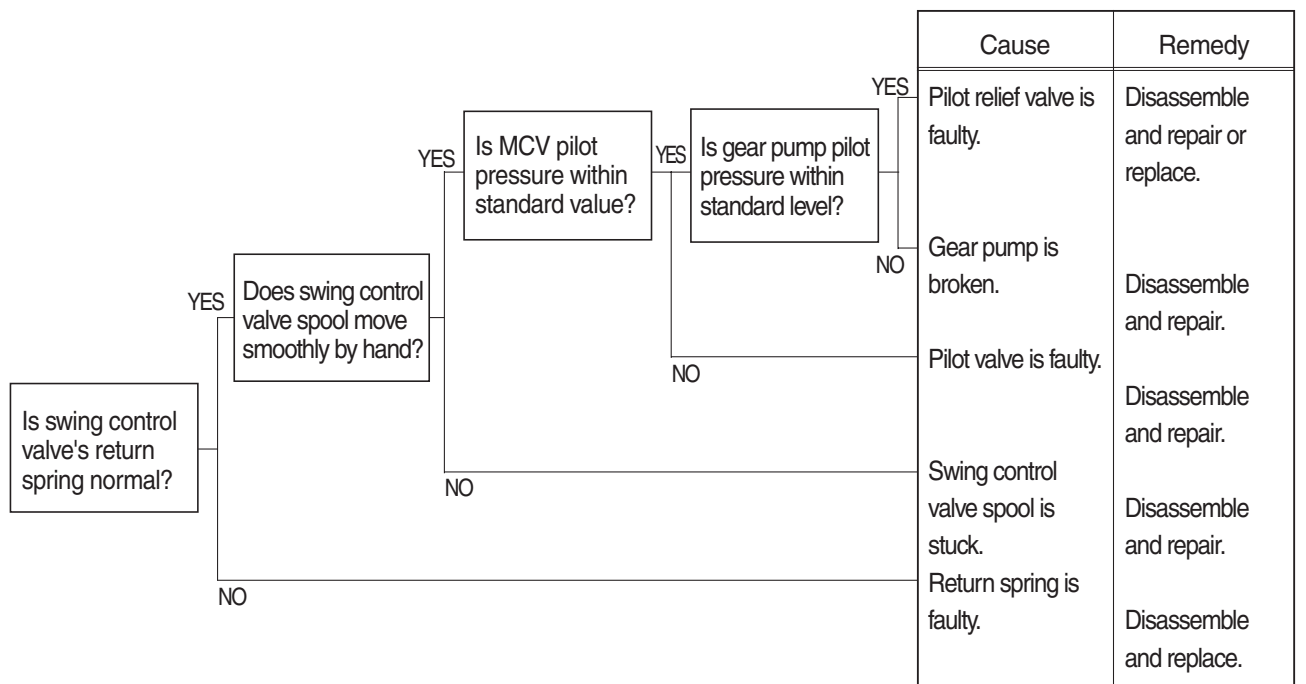 Cause
Remedy
YES
Pilot relief valve is
faulty.
Disassemble
and repair or
replace.
YES
Is MCV pilot
pressure within
standard value?
YES
Is gear pump pilot
pressure within
standard level?
NO
Gear pump is
broken.
Disassemble
and repair.
YES
Does swing control
valve spool move
smoothly by hand?
NO
Pilot valve is faulty.
Disassemble
and repair.
Is swing control
valve's return
spring normal?
NO
Swing control
valve spool is
stuck.
Disassemble
and repair.
NO
Return spring is
faulty.
Disassemble
and replace.